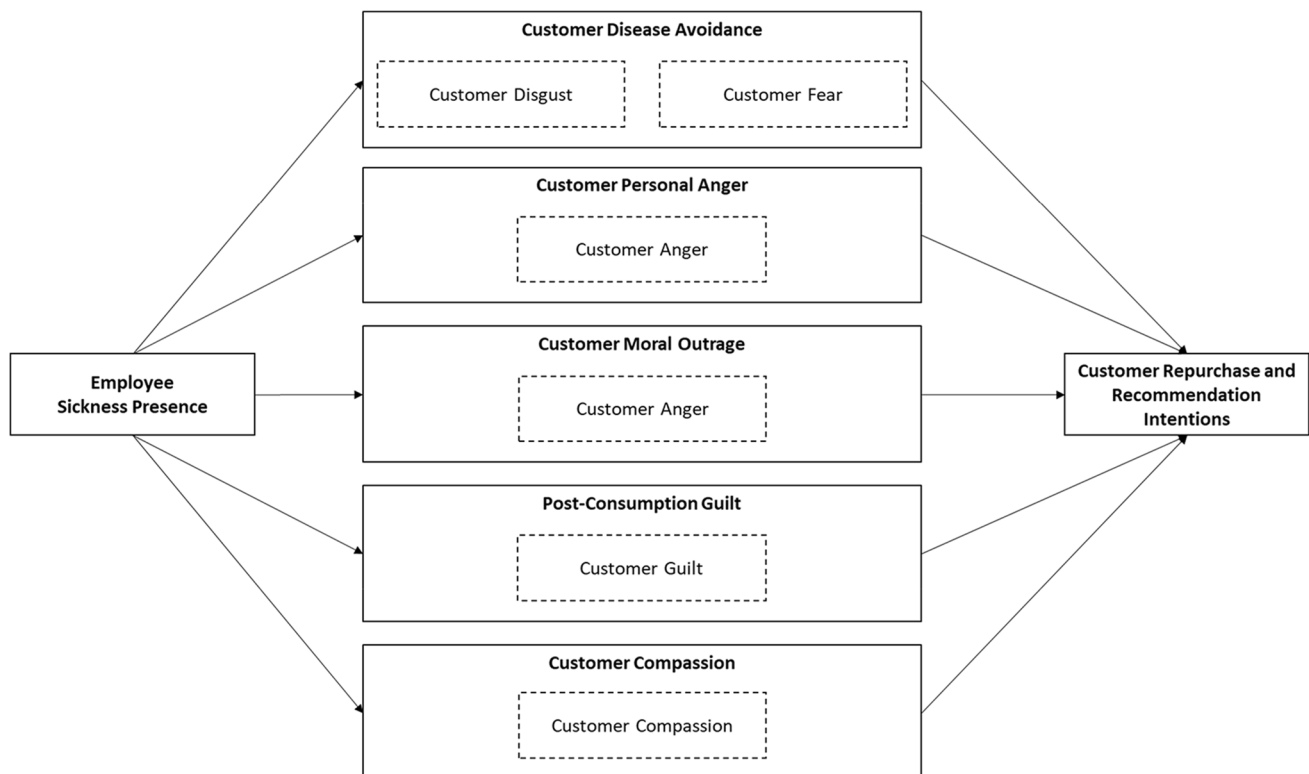 Customer Disease Avoidance
Customer Disgust
Customer Fear
Customer Personal Anger
Customer Anger
Customer Moral Outrage
Customer Anger
Employee
Sickness Presence
Customer Repurchase and
Recommendation
Intentions
Post-Consumption Guilt
Customer Guilt
Customer Compassion
Customer Compassion